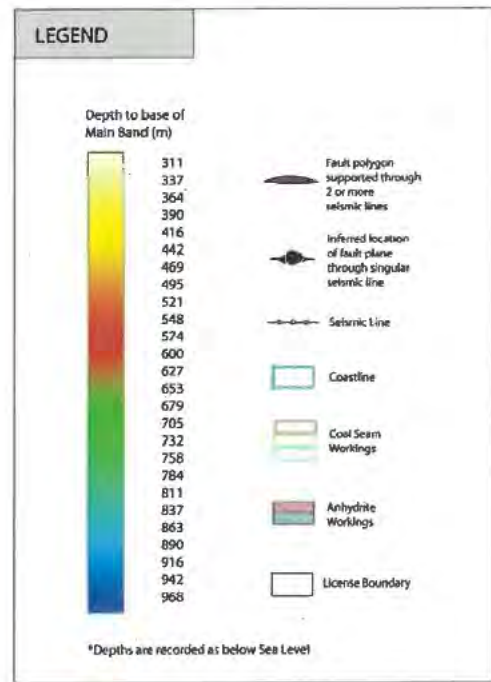 LEGEND
Depth to base of
Main Band (m)
311
337
364
390
416
442
469
495
521
548
574
600
627
653
679
705
732
758
784
811
837
863
890
916
942
968
Fault polygon
supported through
2 or more
seismic lines
Inferred location
of fault plane
through singular
seismic line
Seismic Line
Coastline
Coal Seam
Workings
Anhydrite
Workings
License Boundary
*Depths are recorded as below Sea Level